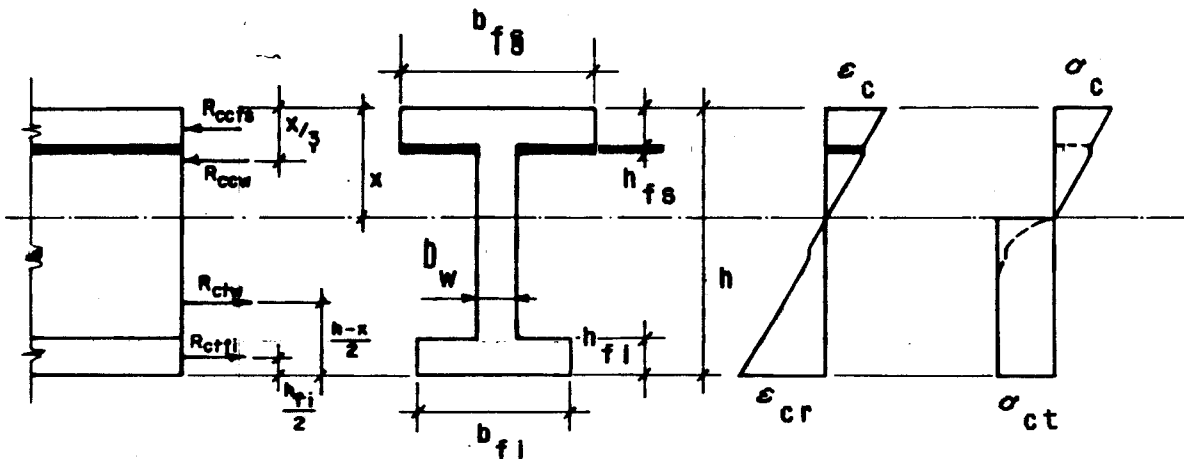 b fs
R ccfs
x/3
R ccw
x
h fs
ε c
σ c
b w
h
R ctw
h-x
2
R ctfi
h fi
2
h fi
b fi
ε cr
σ ct